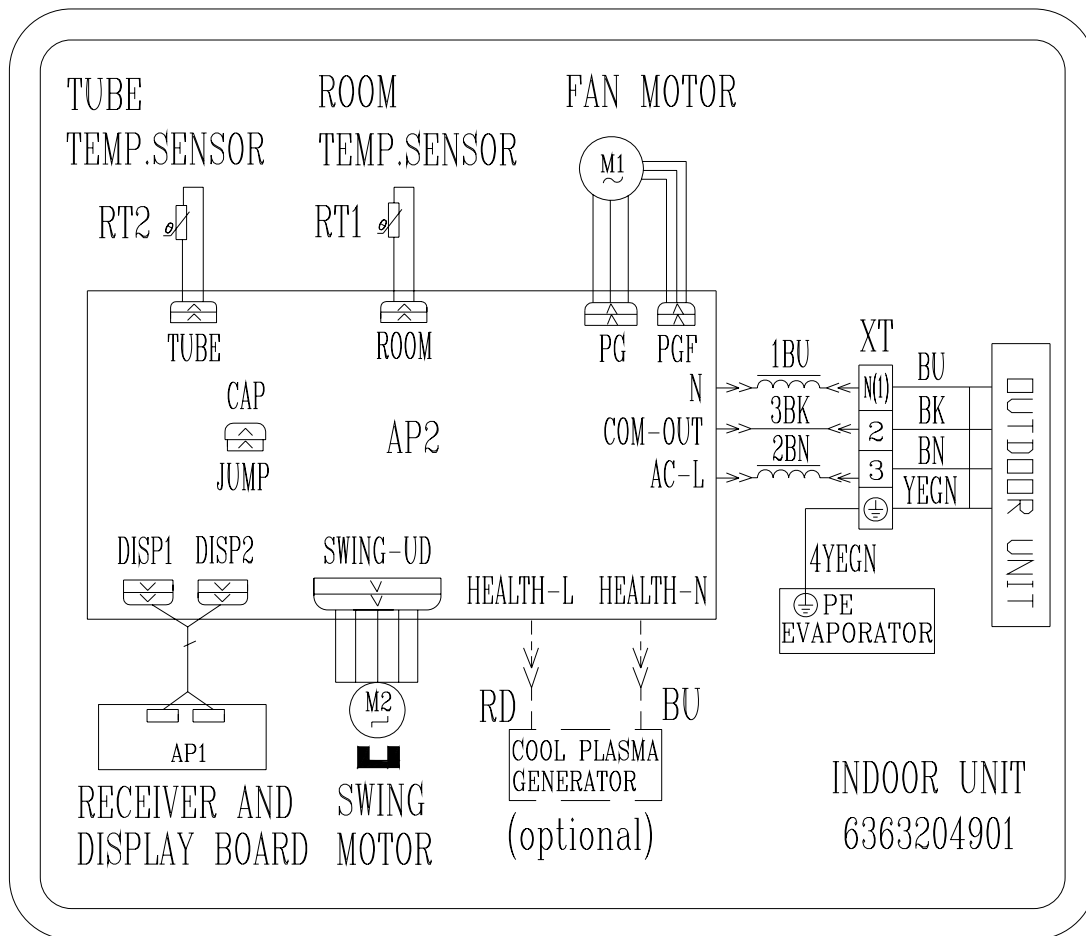 TUBE
TEMP.SENSOR
ROOM
TEMP.SENSOR
FAN MOTOR
M1
RT2
θ
RT1
θ
TUBE
ROOM
PG
PGF
XT
CAP
JUMP
AP2
N
COM-OUT
AC-L
1BU
3BK
2BN
N(1)
2
3
BU
BK
BN
YEGN
OUTDOOR UNIT
4YEGN
PE
EVAPORATOR
DISP1
DISP2
SWING-UD
HEALTH-L
HEALTH-N
M2
RD
BU
AP1
COOL PLASMA
GENERATOR
(optional)
RECEIVER AND
DISPLAY BOARD
SWING
MOTOR
INDOOR UNIT
6363204901